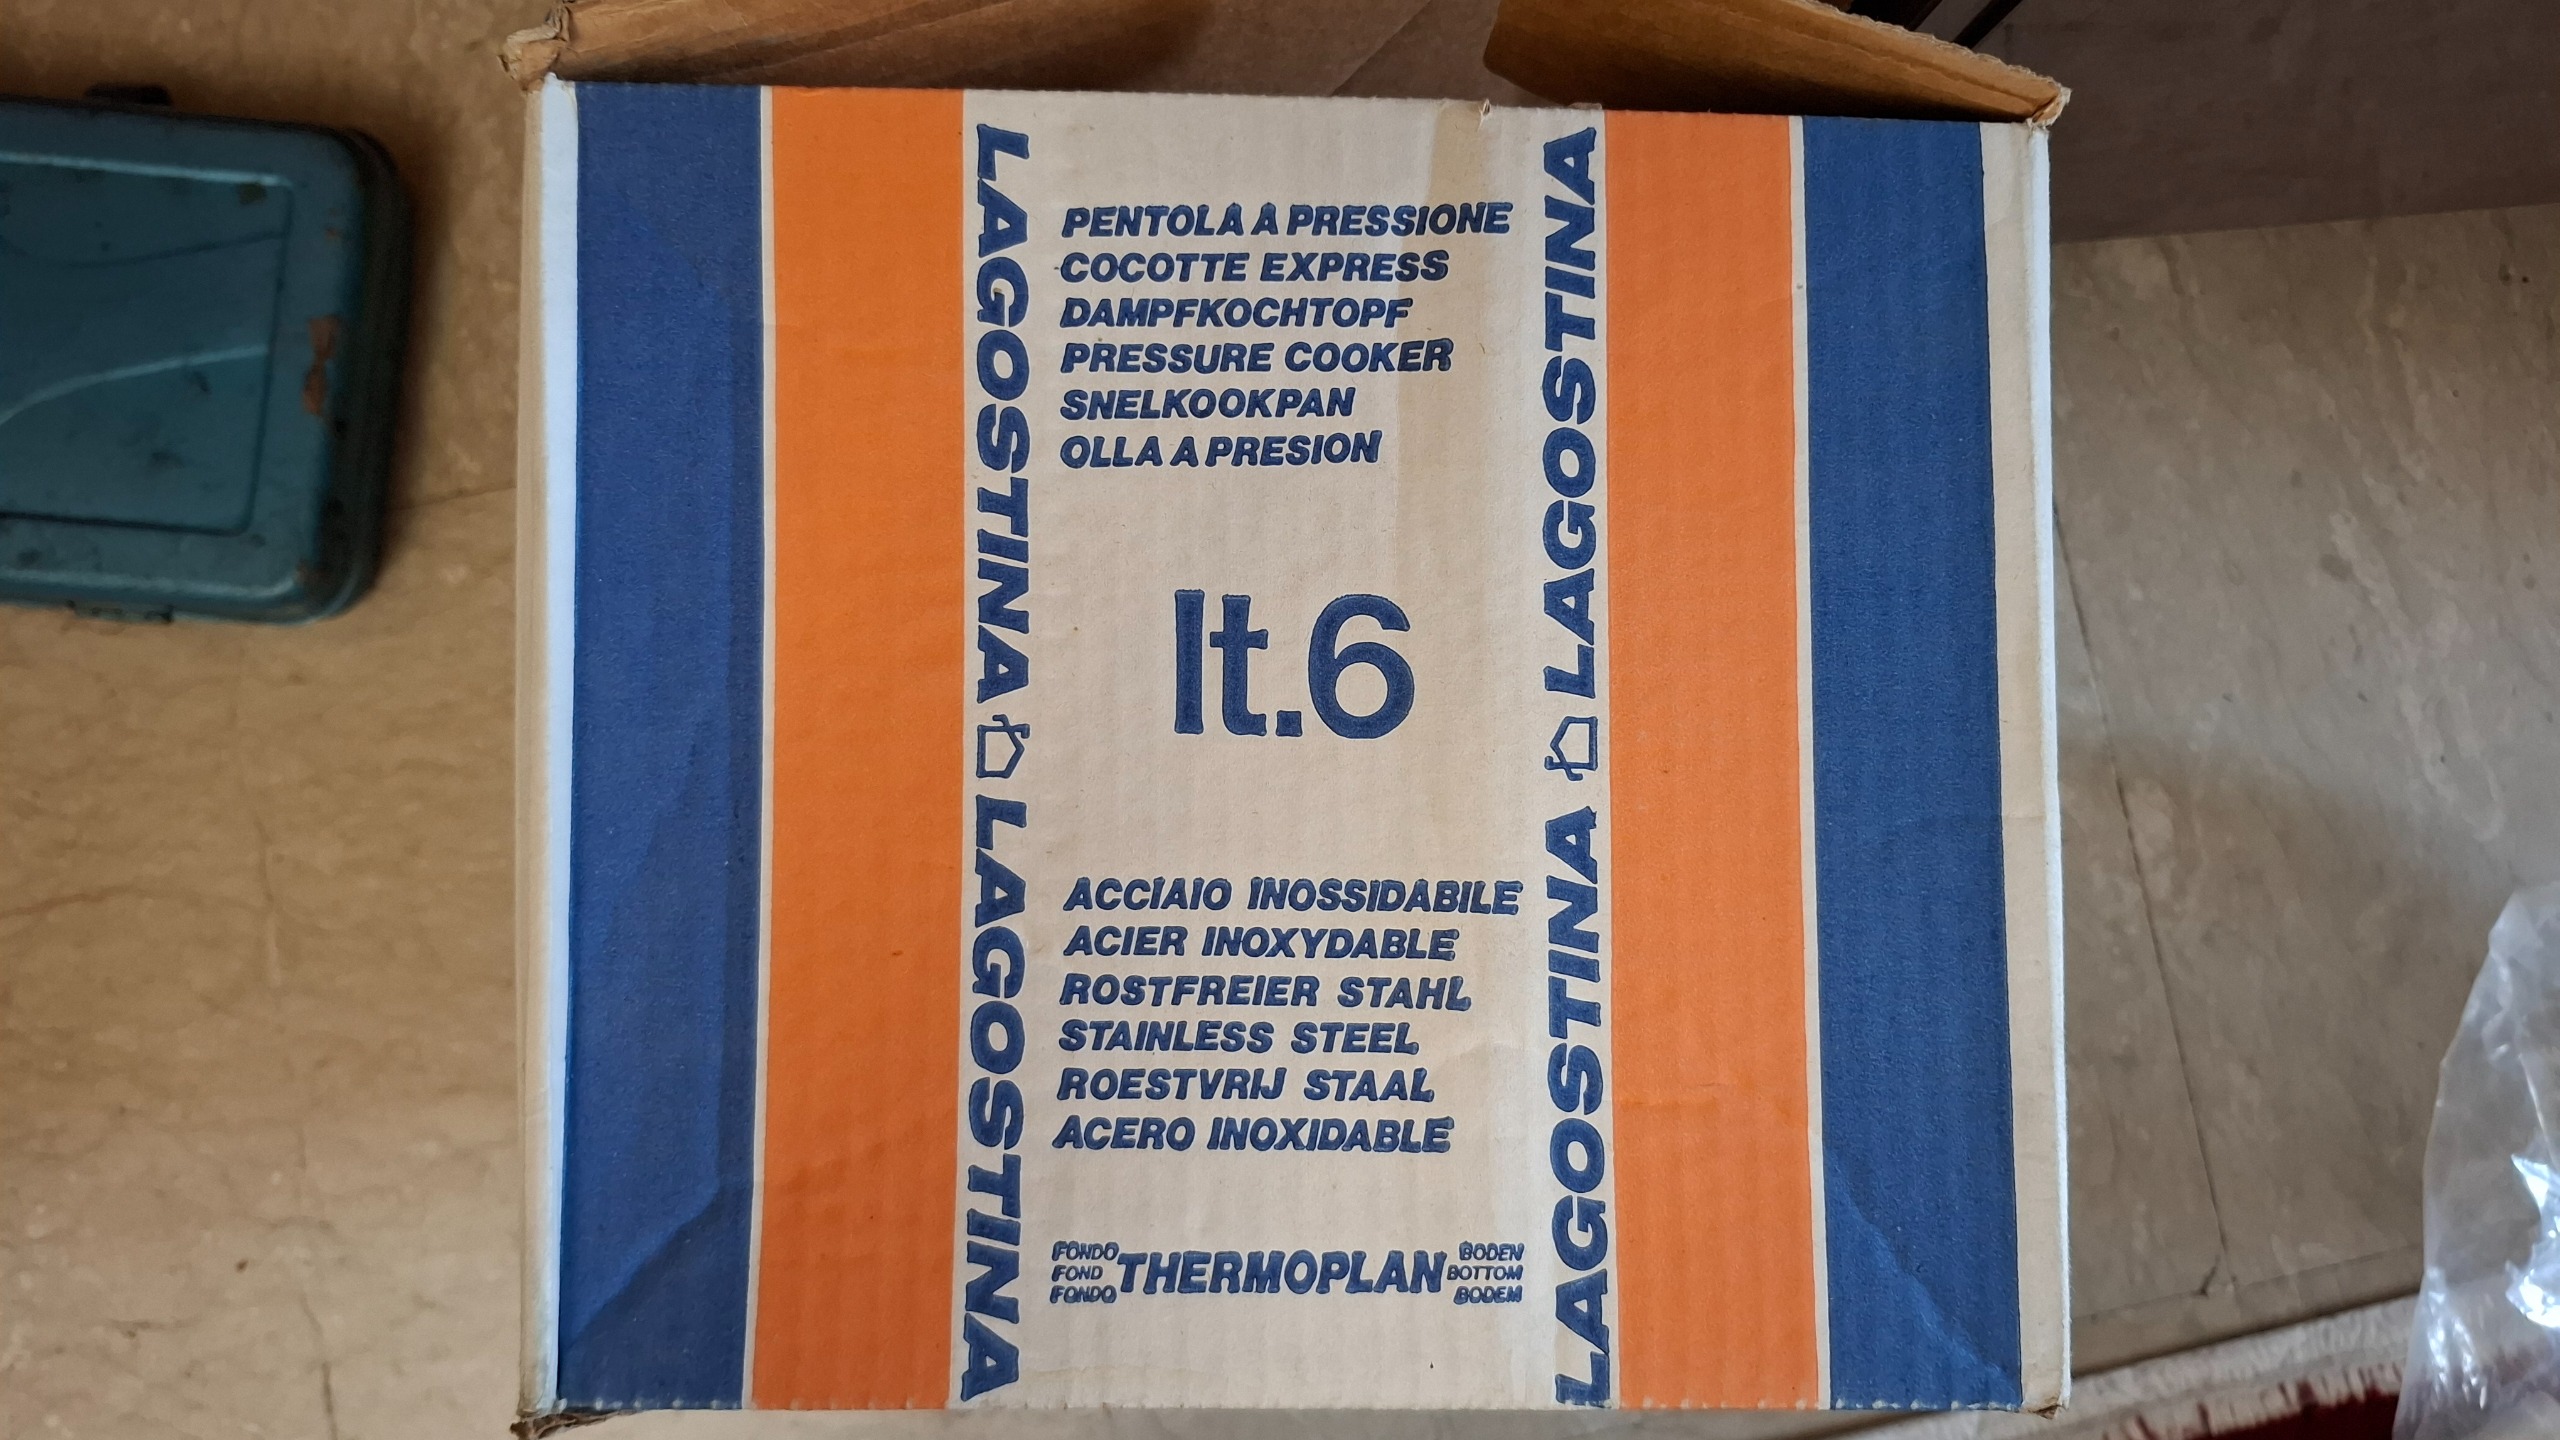 LAGOSTINA LAGOSTINA
PENTOLA A PRESSIONE
COCOTTE EXPRESS
DAMPFKOCHTOPF
PRESSURE COOKER
SNELKOOKPAN
OLLA A PRESION
lt.6
ACCIAIO INOSSIDABILE
ACIER INOXYDABLE
ROSTFREIER STAHL
STAINLESS STEEL
ROESTVRIJ STAAL
ACERO INOXIDABLE
FONDO
FOND
FONDO
THERMOPLAN
BODEN
BOTTOM
BODEM
LAGOSTINA LAGOSTINA